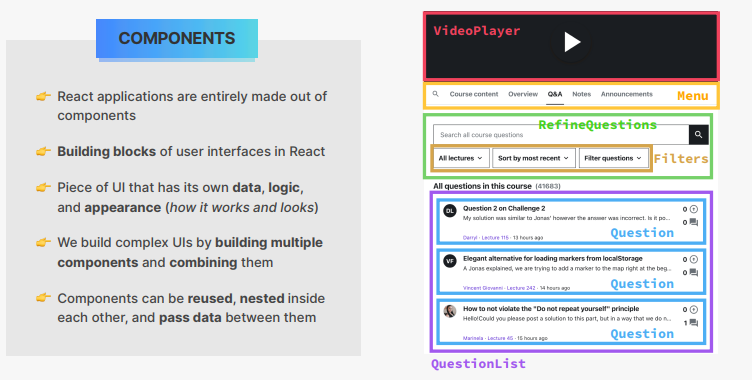 COMPONENTS
React applications are entirely made out of
components
Building blocks of user interfaces in React
Piece of UI that has its own data, logic,
and appearance (how it works and looks)
We build complex UIs by building multiple
components and combining them
Components can be reused, nested inside
each other, and pass data between them
VideoPlayer
Course content Overview Q&A Notes Announcements
Menu
RefineQuestions
Search all course questions
All lectures Sort by most recent Filter questions
Filters
All questions in this course (41683)
DL
Question 2 on Challenge 2
0
My solution was similar to Jonas' however the answer was incorrect. Is it po...
0
Question
Darryl · Lecture 115 · 13 hours ago
VF
Elegant alternative for loading markers from localStorage
0
A Jonas explained, we are trying to add a marker to the map right at the beg...
0
Question
Vincent Giovanni · Lecture 242 · 14 hours ago
How to not violate the "Do not repeat yourself" principle
0
Hello!Could you please post a solution to this part, but in a way that we do n...
1
Question
Marinela · Lecture 45 · 15 hours ago
QuestionList